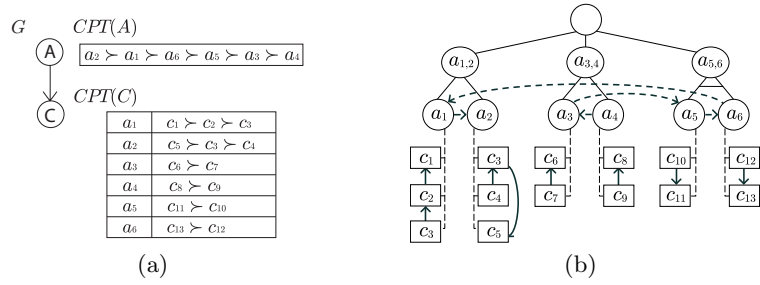 G
CPT(A)
A
a₂ ≻ a₁ ≻ a₆ ≻ a₅ ≻ a₃ ≻ a₄
CPT(C)
C
a₁ c₁ ≻ c₂ ≻ c₃
a₂ c₅ ≻ c₃ ≻ c₄
a₃ c₆ ≻ c₇
a₄ c₈ ≻ c₉
a₅ c₁₁ ≻ c₁₀
a₆ c₁₃ ≻ c₁₂
(a)
a₁,₂ a₃,₄ a₅,₆
a₁ a₂ a₃ a₄ a₅ a₆
c₁ c₃ c₆ c₈ c₁₀ c₁₂
c₂ c₄ c₇ c₉ c₁₁ c₁₃
c₃ c₅
(b)